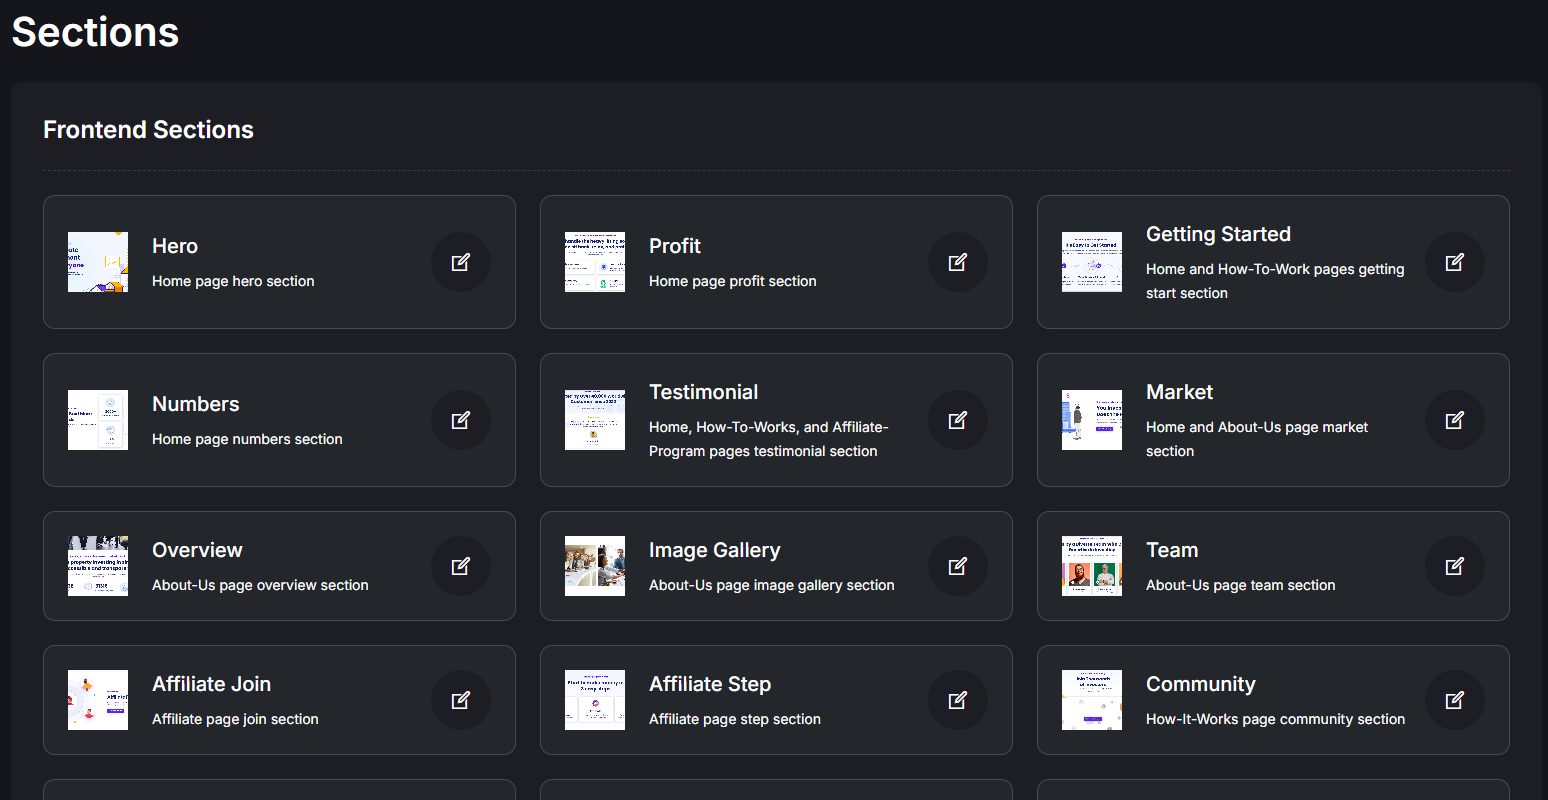 Sections
Frontend Sections
Hero
Home page hero section
Profit
Home page profit section
Getting Started
Home and How-To-Work pages getting
start section
Numbers
Home page numbers section
Testimonial
Home, How-To-Works, and Affiliate-
Program pages testimonial section
Market
Home and About-Us page market
section
Overview
About-Us page overview section
Image Gallery
About-Us page image gallery section
Team
About-Us page team section
Affiliate Join
Affiliate page join section
Affiliate Step
Affiliate page step section
Community
How-It-Works page community section